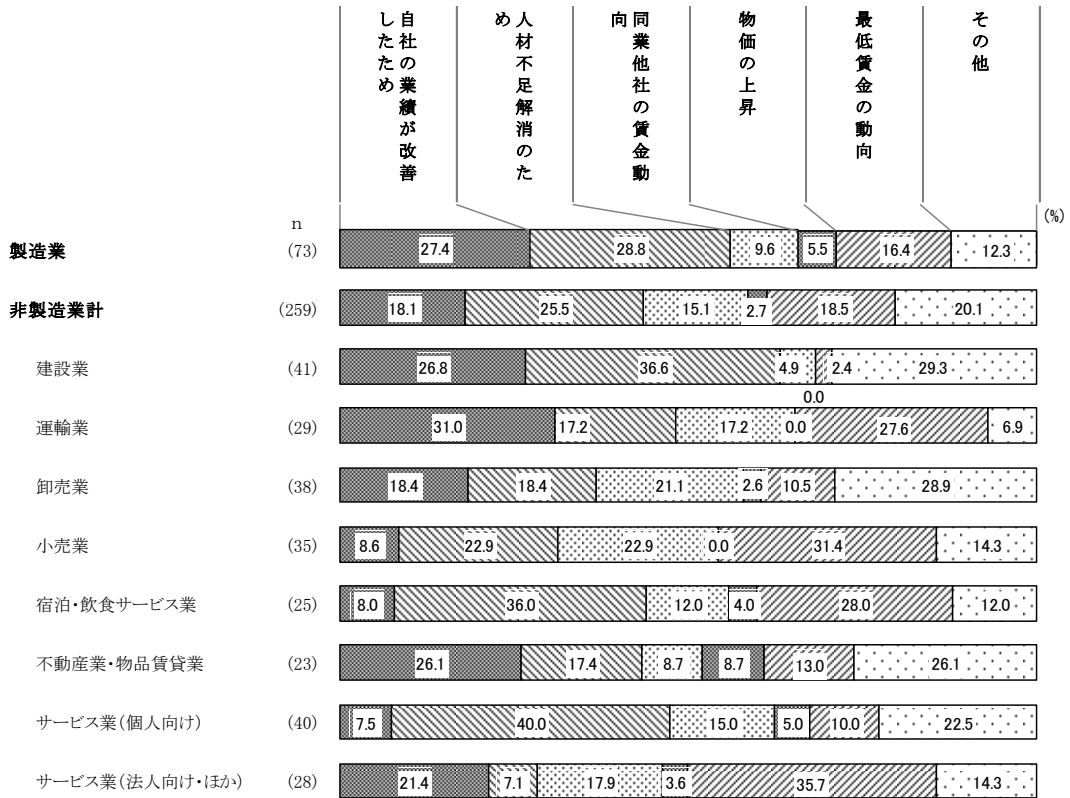 自社の業績が改善
したため
人材不足解消のた
め
同業他社の賃金動
向
物価の上昇
最低賃金の動向
その他
n
(%)
製造業 (73) 27.4 28.8 9.6 5.5 16.4 12.3
非製造業計 (259) 18.1 25.5 15.1 2.7 18.5 20.1
建設業 (41) 26.8 36.6 4.9 2.4 29.3
0.0
運輸業 (29) 31.0 17.2 17.2 0.0 27.6 6.9
卸売業 (38) 18.4 18.4 21.1 2.6 10.5 28.9
小売業 (35) 8.6 22.9 22.9 0.0 31.4 14.3
宿泊・飲食サービス業 (25) 8.0 36.0 12.0 4.0 28.0 12.0
不動産業・物品賃貸業 (23) 26.1 17.4 8.7 8.7 13.0 26.1
サービス業(個人向け) (40) 7.5 40.0 15.0 5.0 10.0 22.5
サービス業(法人向け・ほか) (28) 21.4 7.1 17.9 3.6 35.7 14.3